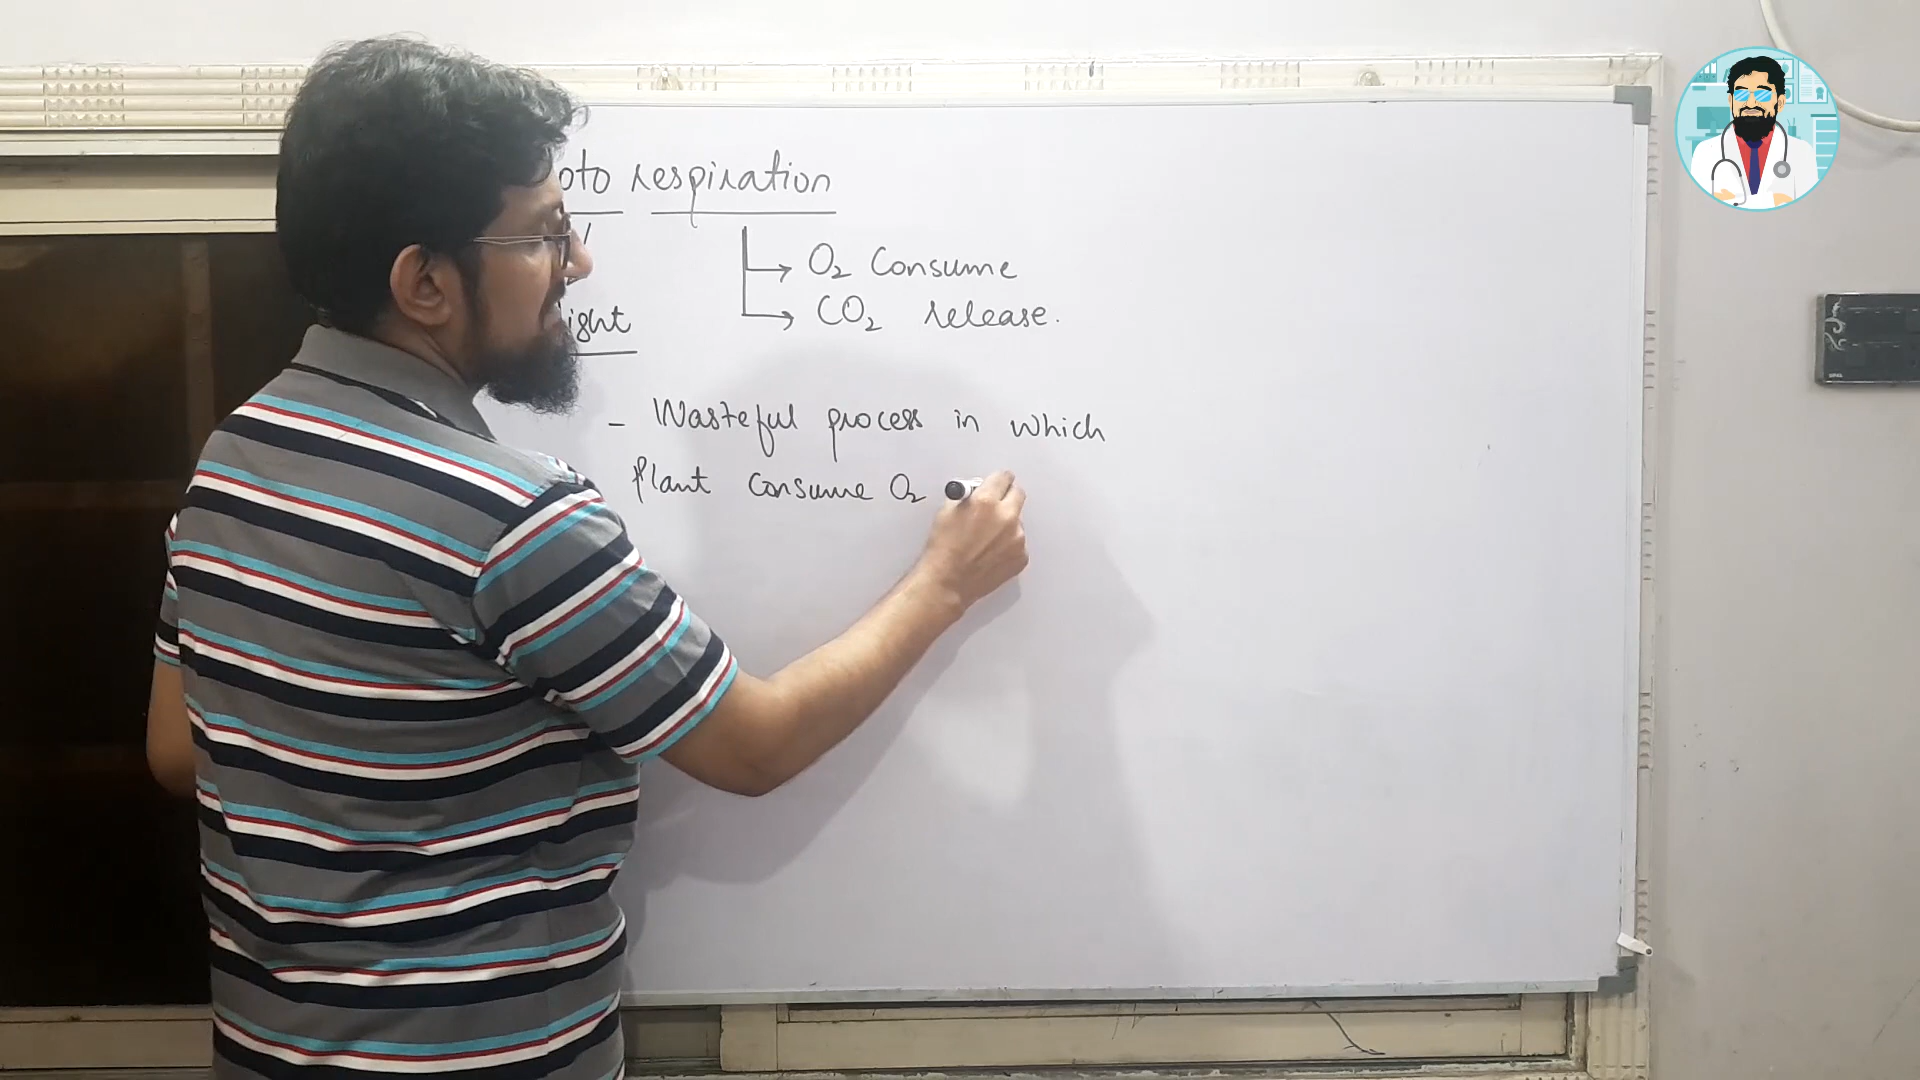 oto respiration
O₂ Consume
CO₂ release.
ight
- Wasteful process in which
Plant Consume O₂